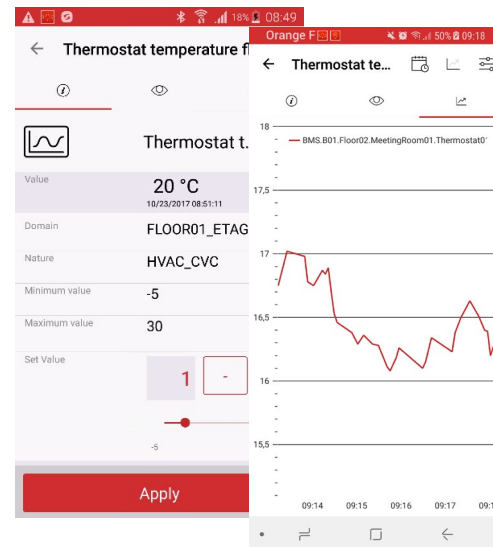 18% 08:49
Thermostat temperature fl
Thermostat t.
Value
20 °C
10/23/2017 08:51:11
Domain
FLOOR01_ETAG
Nature
HVAC_CVC
Minimum value
-5
Maximum value
30
Set Value
1
-
-5
Apply
Orange F 50% 09:18
Thermostat te...
18
BMS.B01.Floor02.MeetingRoom01.Thermostat0
17,5
17
16,5
16
15,5
09:14 09:15 09:16 09:17 09:1